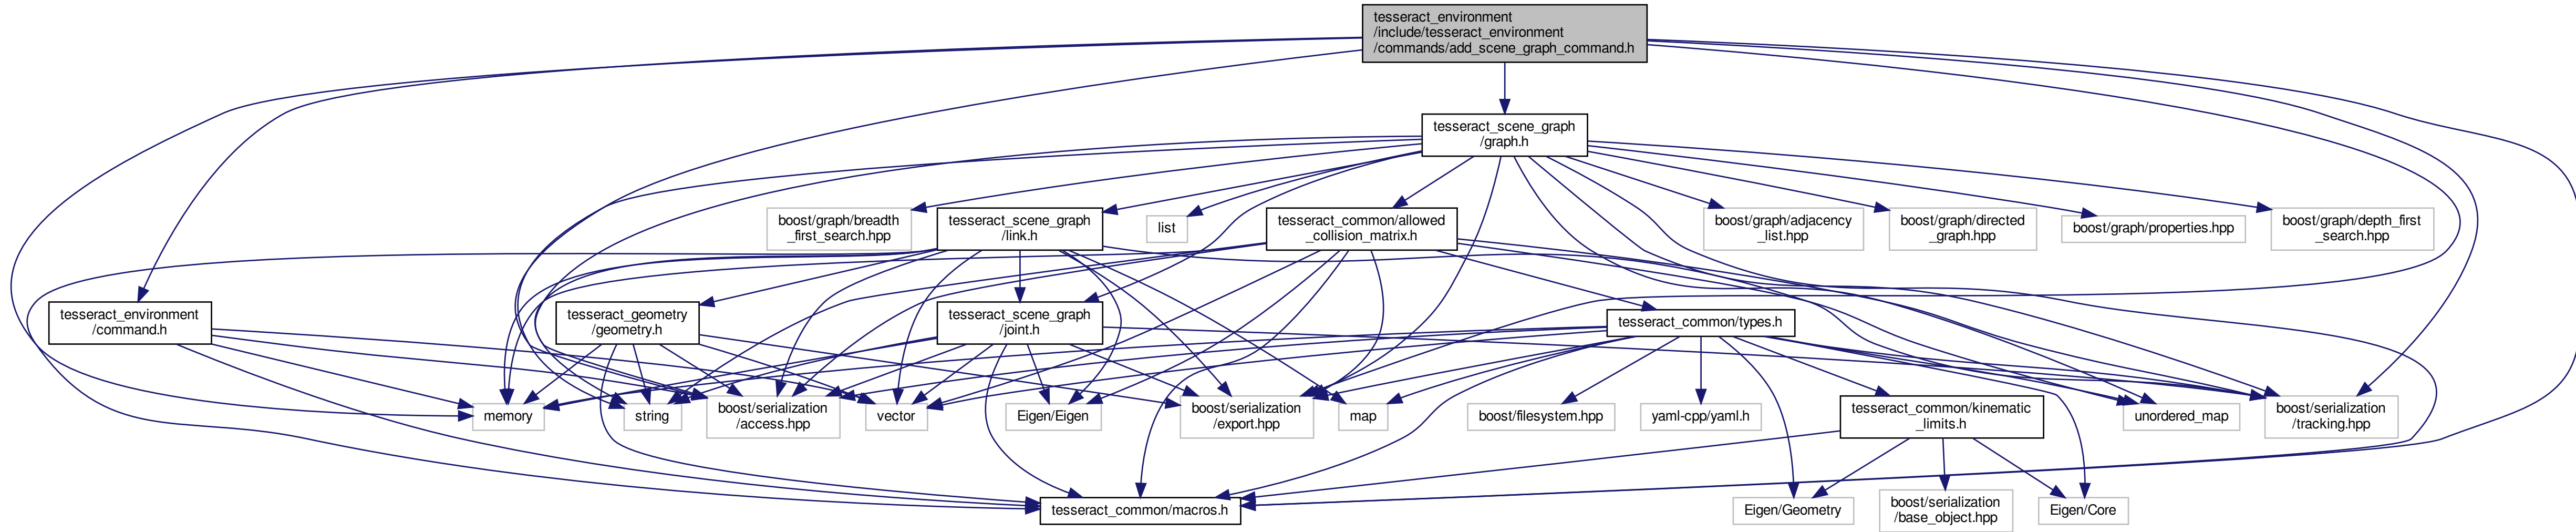 tesseract_environment
/include/tesseract_environment
/commands/add_scene_graph_command.h
tesseract_scene_graph
/graph.h
boost/graph/breadth
_first_search.hpp
tesseract_scene_graph
/link.h
list
tesseract_common/allowed
_collision_matrix.h
boost/graph/adjacency
_list.hpp
boost/graph/directed
_graph.hpp
boost/graph/properties.hpp
boost/graph/depth_first
_search.hpp
tesseract_environment
/command.h
tesseract_geometry
/geometry.h
tesseract_scene_graph
/joint.h
tesseract_common/types.h
memory
string
boost/serialization
/access.hpp
vector
Eigen/Eigen
boost/serialization
/export.hpp
map
boost/filesystem.hpp
yaml-cpp/yaml.h
tesseract_common/kinematic
_limits.h
unordered_map
boost/serialization
/tracking.hpp
tesseract_common/macros.h
Eigen/Geometry
boost/serialization
/base_object.hpp
Eigen/Core